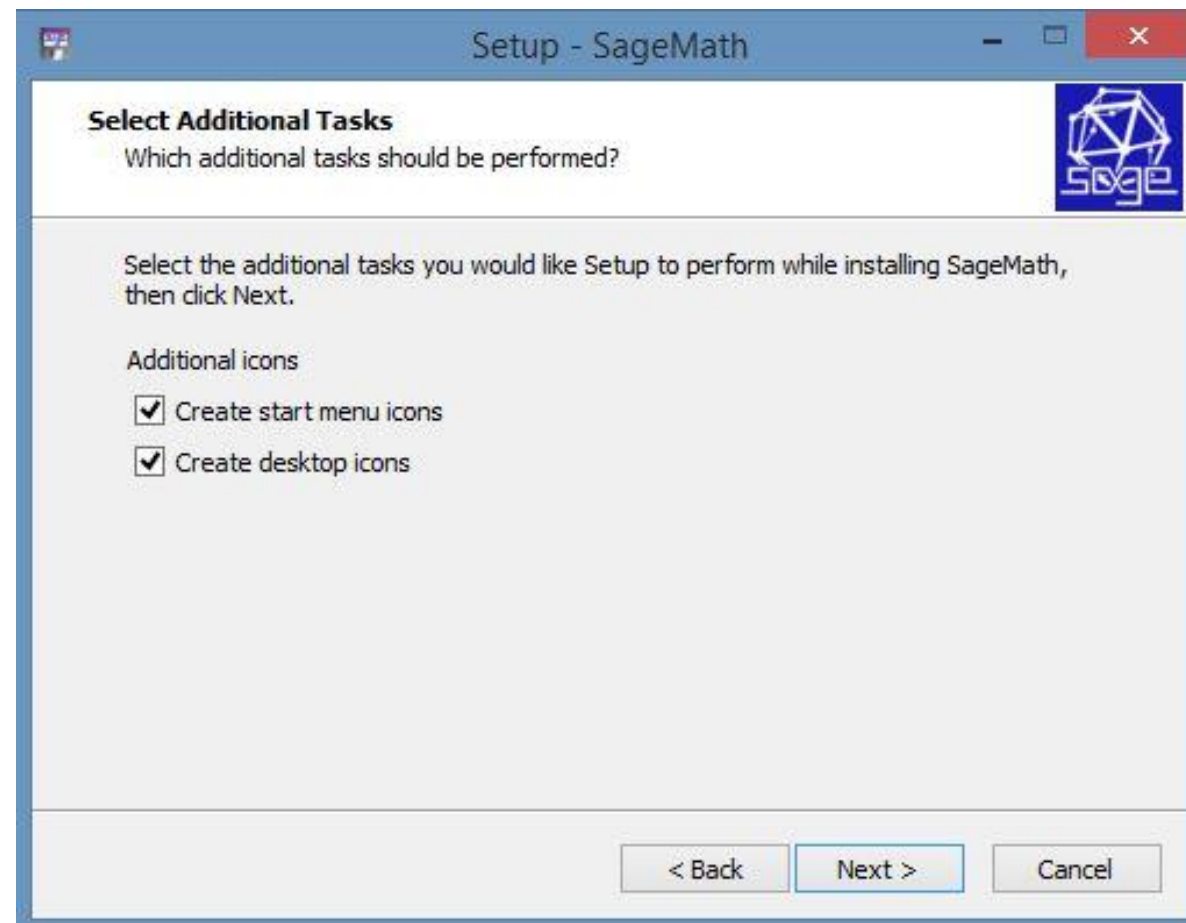 Setup - SageMath
Select Additional Tasks
Which additional tasks should be performed?
sage
Select the additional tasks you would like Setup to perform while installing SageMath,
then click Next.
Additional icons
Create start menu icons
Create desktop icons
< Back
Next >
Cancel